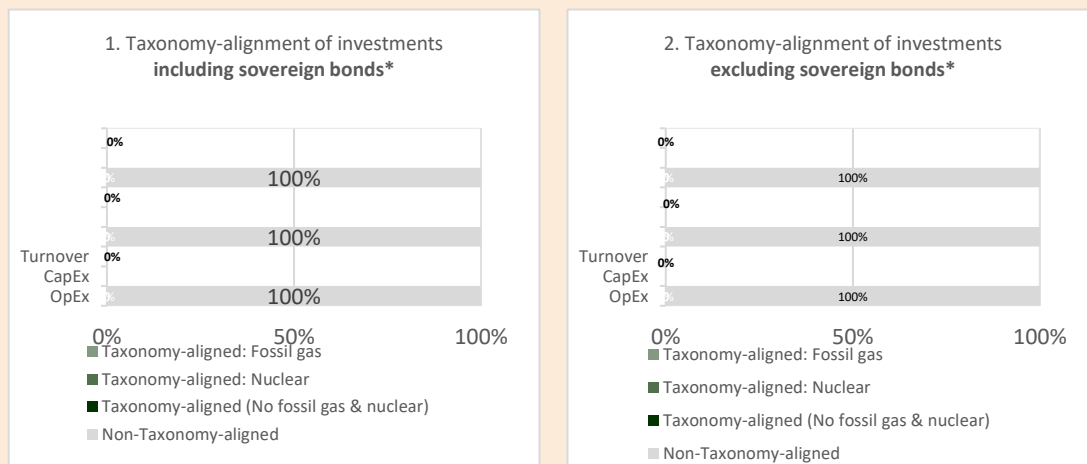 1. Taxonomy-alignment of investments
including sovereign bonds*
0%
100%
0%
100%
Turnover
0%
CapEx
OpEx
100%
0%
50%
100%
Taxonomy-aligned: Fossil gas
Taxonomy-aligned: Nuclear
Taxonomy-aligned (No fossil gas & nuclear)
Non-Taxonomy-aligned
2. Taxonomy-alignment of investments
excluding sovereign bonds*
0%
100%
0%
100%
Turnover
0%
CapEx
OpEx
100%
0%
50%
100%
Taxonomy-aligned: Fossil gas
Taxonomy-aligned: Nuclear
Taxonomy-aligned (No fossil gas & nuclear)
Non-Taxonomy-aligned